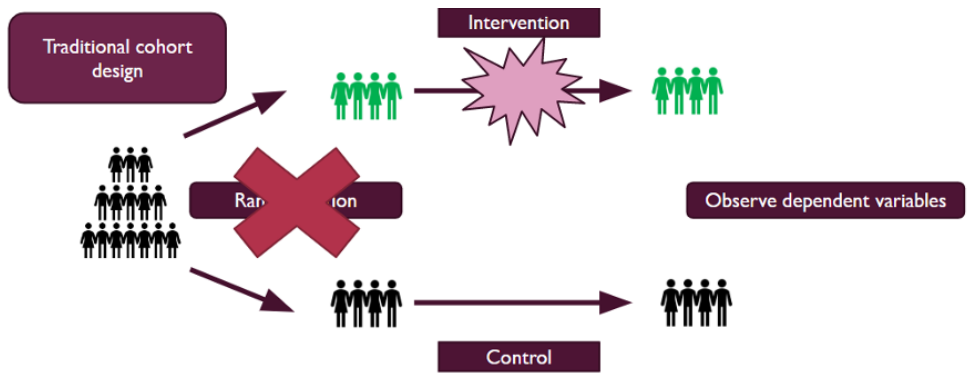 Traditional cohort
design
Intervention
Observe dependent variables
Control